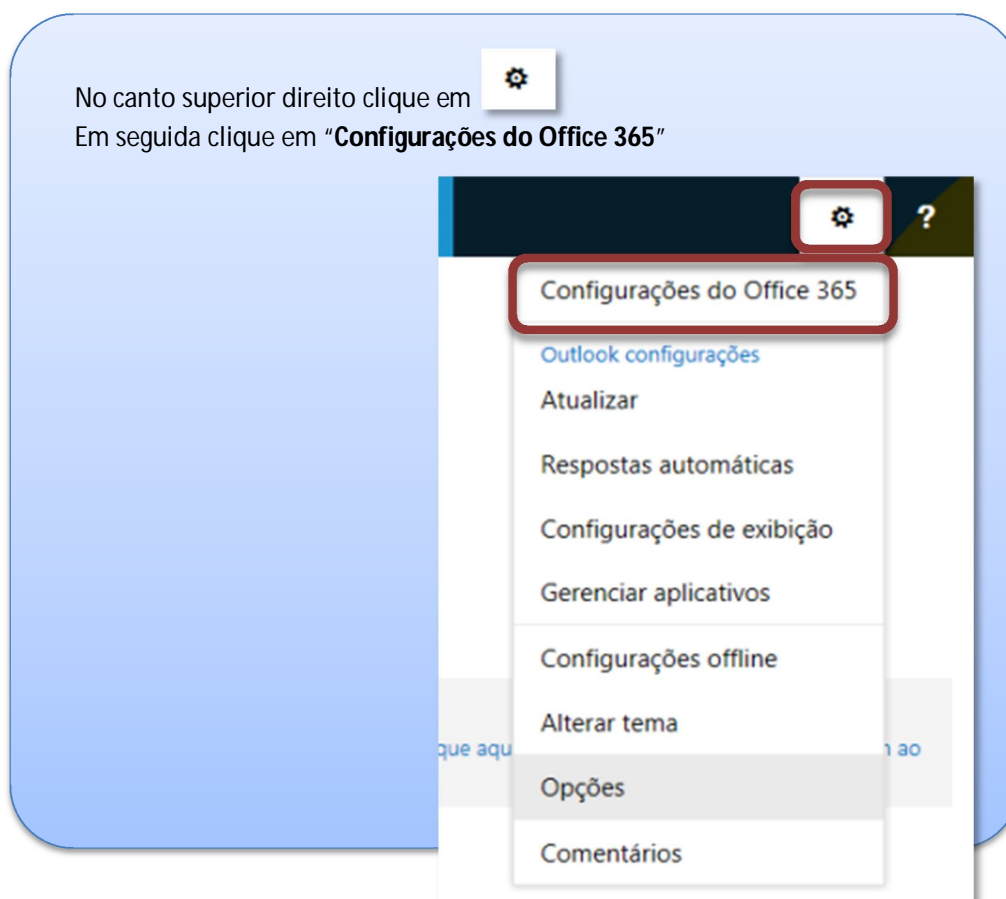 No canto superior direito clique em
Em seguida clique em “Configurações do Office 365”
?
Configurações do Office 365
Outlook configurações
Atualizar
Respostas automáticas
Configurações de exibição
Gerenciar aplicativos
Configurações offline
Alterar tema
que aqu
ao
Opções
Comentários